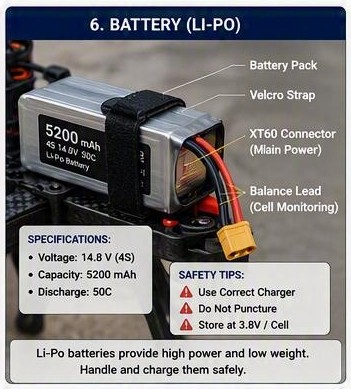 6. BATTERY (LI-PO)
Battery Pack
Velcro Strap
XT60 Connector
(Main Power)
Balance Lead
(Cell Monitoring)
5200 mAh
4S 14.8V 50C
Li-Po Battery
SPECIFICATIONS:
• Voltage: 14.8 V (4S)
• Capacity: 5200 mAh
• Discharge: 50C
SAFETY TIPS:
Use Correct Charger
Do Not Puncture
Store at 3.8V / Cell
Li-Po batteries provide high power and low weight.
Handle and charge them safely.